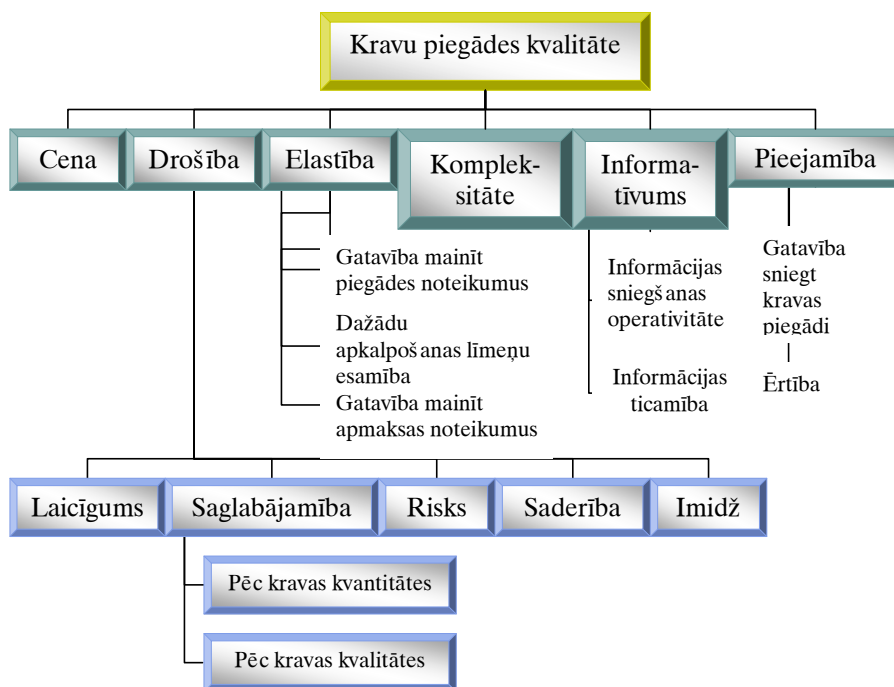 Kravu piegādes kvalitāte
Cena
Drošība
Elastība
Komplek-
sitāte
Informa-
tīvums
Pieejamība
Gatavība mainīt
piegādes noteikumus
Dažādu
apkalpošanas līmeņu
esamība
Gatavība mainīt
apmaksas noteikumus
Informācijas
sniegšanas
operativitāte
Informācijas
ticamība
Gatavība
sniegt
kravas
piegādi
Ērtība
Laicīgums
Saglabājamība
Risks
Saderība
Imidž
Pēc kravas kvantitātes
Pēc kravas kvalitātes